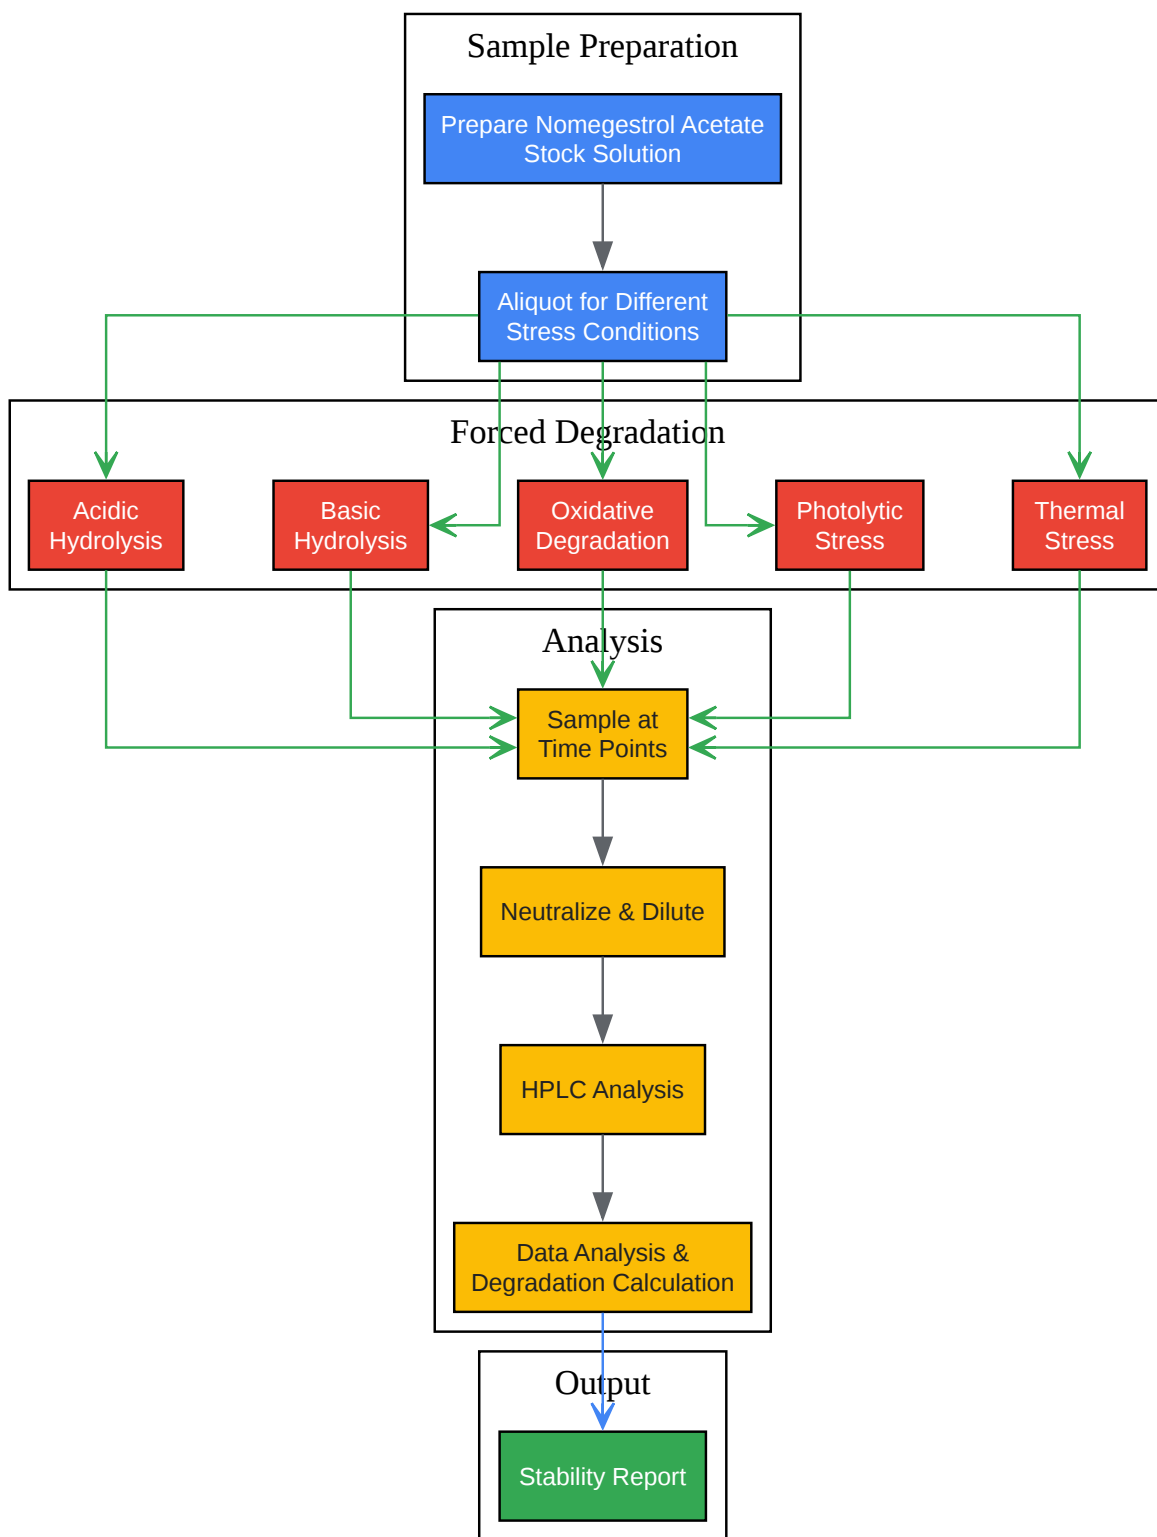 Sample Preparation
Prepare Nomegestrol Acetate
Stock Solution
Aliquot for Different
Stress Conditions
Forced Degradation
Acidic
Hydrolysis
Basic
Hydrolysis
Oxidative
Degradation
Photolytic
Stress
Thermal
Stress
Analysis
Sample at
Time Points
Neutralize & Dilute
HPLC Analysis
Data Analysis &
Degradation Calculation
Output
Stability Report